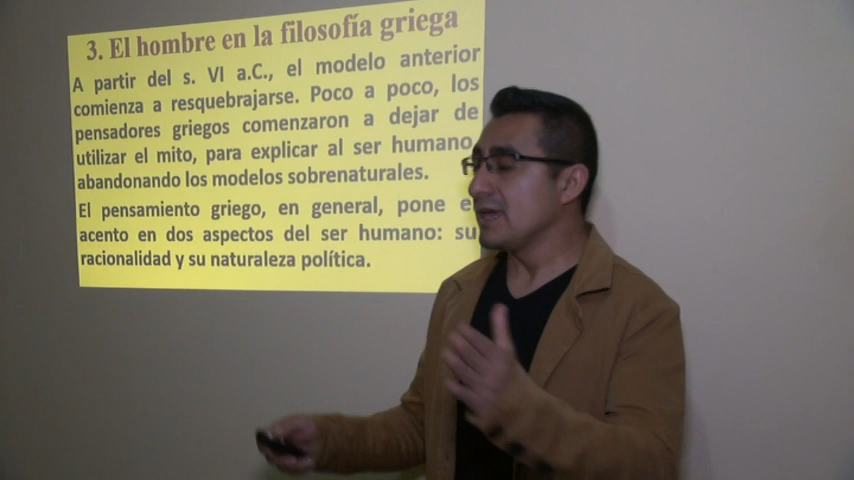 3. El hombre en la filosofía griega
A partir del s. VI a.C., el modelo anterior
comienza a resquebrajarse. Poco a poco, los
pensadores griegos comenzaron a dejar de
utilizar el mito, para explicar al ser humano,
abandonando los modelos sobrenaturales.
El pensamiento griego, en general, pone e
acento en dos aspectos del ser humano: su
racionalidad y su naturaleza política.